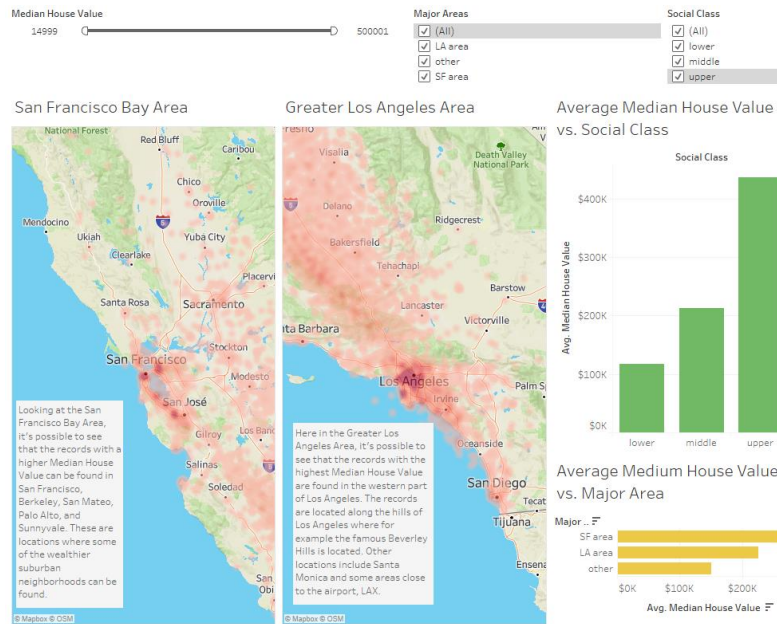 Median House Value
14999
500001
Major Areas
(All)
LA area
other
SF area
Social Class
(All)
lower
middle
upper
San Francisco Bay Area
National Forest
Red Bluff
Caribou
Chico
Oroville
Mendocino
Ukiah
Yuba City
Clearlake
Placervi
Santa Rosa
Sacramento
Stockton
San Francisco
Modesto
San José
Gilroy
Los Banc
Salinas
Soledad
San
Obi
Looking at the San
Francisco Bay Area,
it's possible to see
that the records with a
higher Median House
Value can be found in
San Francisco,
Berkeley, San Mateo,
Palo Alto, and
Sunnyvale. These are
locations where some
of the wealthier
suburban
neighborhoods can be
found.
© Mapbox © OSM
Greater Los Angeles Area
Visalia
Death Valley
National Park
Delano
Ridgecrest
Bakersfield
Tehachapi
Barstow
Lancaster
Victorville
ta Barbara
Los Angeles
Palm Sp
Irvine
Oceanside
San Diego
Tecat
Tijuana
Ensena
Here in the Greater Los
Angeles Area, it's possible to
see that the records with the
highest Median House Value
are found in the western part
of Los Angeles. The records
are located along the hills of
Los Angeles where for
example the famous Beverley
Hills is located. Other
locations include Santa
Monica and some areas close
to the airport, LAX.
© Mapbox © OSM
Average Median House Value
vs. Social Class
Social Class
Avg. Median House Value
$400K
$300K
$200K
$100K
$0K
lower
middle
upper
Average Medium House Value
vs. Major Area
Major ..
SF area
LA area
other
$0K
$100K
$200K
Avg. Median House Value